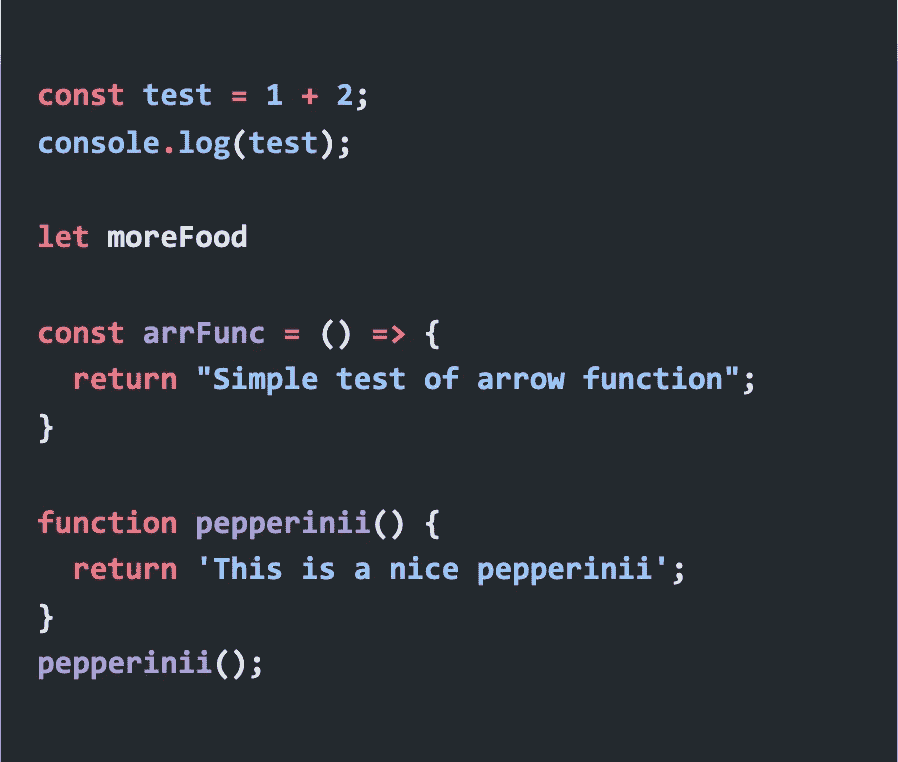 const test = 1 + 2;
console.log(test);
let moreFood
const arrFunc = () => {
return "Simple test of arrow function";
}
function pepperinii() {
return 'This is a nice pepperinii';
}
pepperinii();